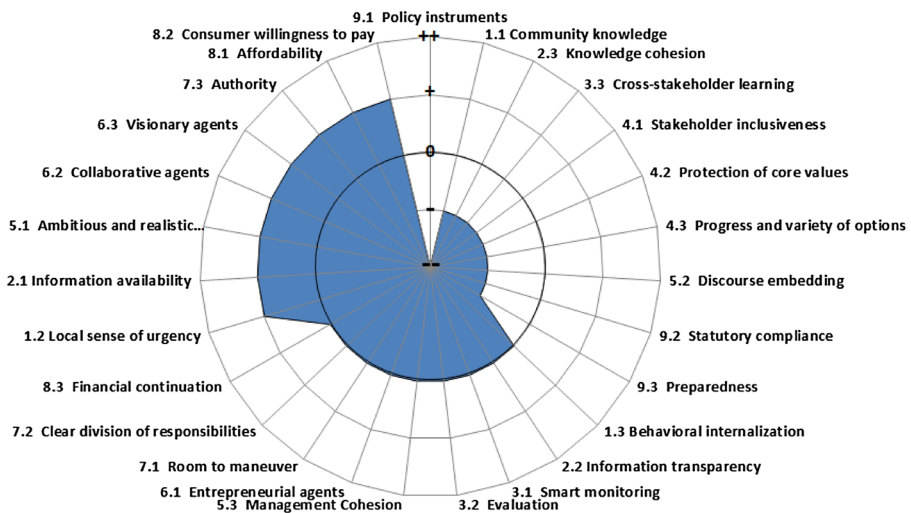 9.1 Policy instruments
8.2 Consumer willingness to pay
++
1.1 Community knowledge
8.1 Affordability
2.3 Knowledge cohesion
7.3 Authority
+
3.3 Cross-stakeholder learning
6.3 Visionary agents
4.1 Stakeholder inclusiveness
0
6.2 Collaborative agents
4.2 Protection of core values
-
5.1 Ambitious and realistic...
4.3 Progress and variety of options
--
2.1 Information availability
5.2 Discourse embedding
1.2 Local sense of urgency
9.2 Statutory compliance
8.3 Financial continuation
9.3 Preparedness
7.2 Clear division of responsibilities
1.3 Behavioral internalization
7.1 Room to maneuver
2.2 Information transparency
6.1 Entrepreneurial agents
3.1 Smart monitoring
5.3 Management Cohesion
3.2 Evaluation